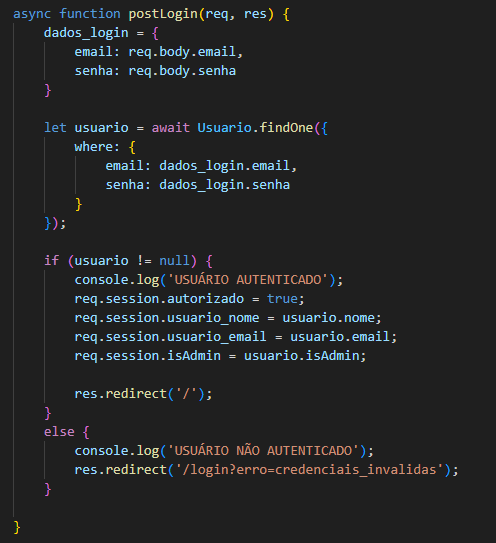 async function postLogin(req, res) {
    dados_login = {
        email: req.body.email,
        senha: req.body.senha
    }

    let usuario = await Usuario.findOne({
        where: {
            email: dados_login.email,
            senha: dados_login.senha
        }
    });

    if (usuario != null) {
        console.log('USUÁRIO AUTENTICADO');
        req.session.autorizado = true;
        req.session.usuario_nome = usuario.nome;
        req.session.usuario_email = usuario.email;
        req.session.isAdmin = usuario.isAdmin;

        res.redirect('/');
    }
    else {
        console.log('USUÁRIO NÃO AUTENTICADO');
        res.redirect('/login?erro=credenciais_invalidas');
    }

}